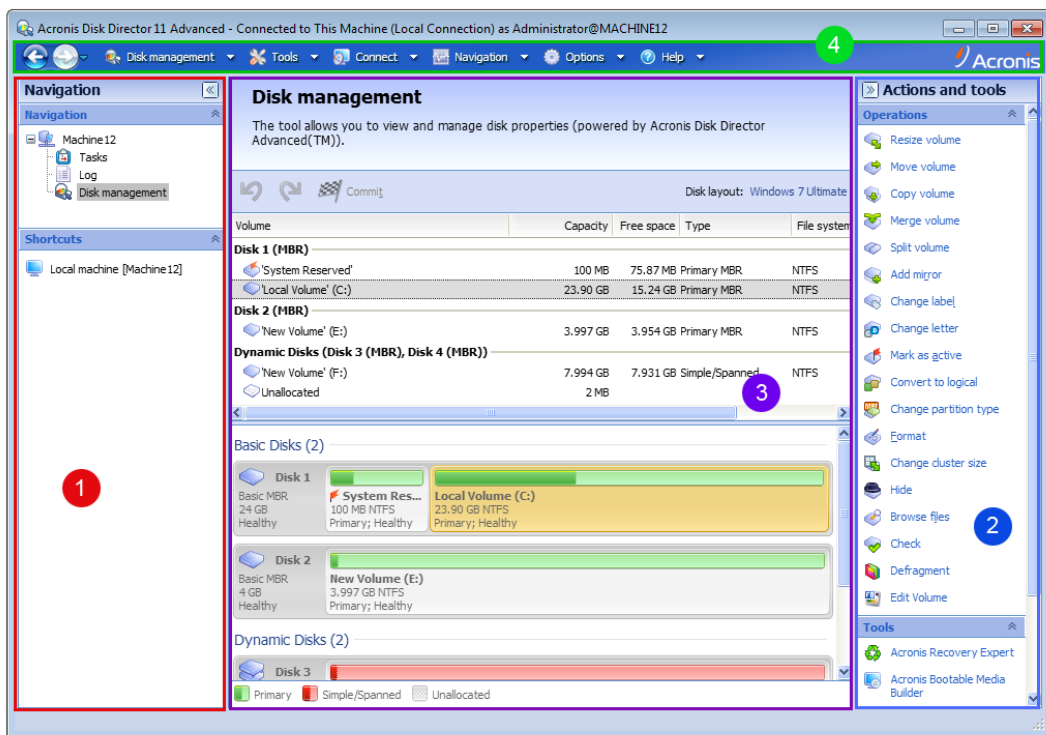 Acronis Disk Director 11 Advanced - Connected to This Machine (Local Connection) as Administrator@MACHINE12
Disk management Tools Connect Navigation Options Help Acronis
4
Navigation
Navigation
Machine12
Tasks
Log
Disk management
Shortcuts
Local machine [Machine12]
1
Disk management
The tool allows you to view and manage disk properties (powered by Acronis Disk Director
Advanced(TM)).
Commit Disk layout: Windows 7 Ultimate
Volume Capacity Free space Type File system
Disk 1 (MBR)
'System Reserved' 100 MB 75.87 MB Primary MBR NTFS
'Local Volume' (C:) 23.90 GB 15.24 GB Primary MBR NTFS
Disk 2 (MBR)
'New Volume' (E:) 3.997 GB 3.954 GB Primary MBR NTFS
Dynamic Disks (Disk 3 (MBR), Disk 4 (MBR))
'New Volume' (F:) 7.994 GB 7.931 GB Simple/Spanned NTFS
Unallocated 2 MB
3
Basic Disks (2)
Disk 1
Basic MBR
24 GB
Healthy
System Res...
100 MB NTFS
Primary; Healthy
Local Volume (C:)
23.90 GB NTFS
Primary; Healthy
Disk 2
Basic MBR
4 GB
Healthy
New Volume (E:)
3.997 GB NTFS
Primary; Healthy
Dynamic Disks (2)
Disk 3
Primary Simple/Spanned Unallocated
Actions and tools
Operations
Resize volume
Move volume
Copy volume
Merge volume
Split volume
Add mirror
Change label
Change letter
Mark as active
Convert to logical
Change partition type
Format
Change cluster size
Hide
Browse files
2
Check
Defragment
Edit Volume
Tools
Acronis Recovery Expert
Acronis Bootable Media
Builder